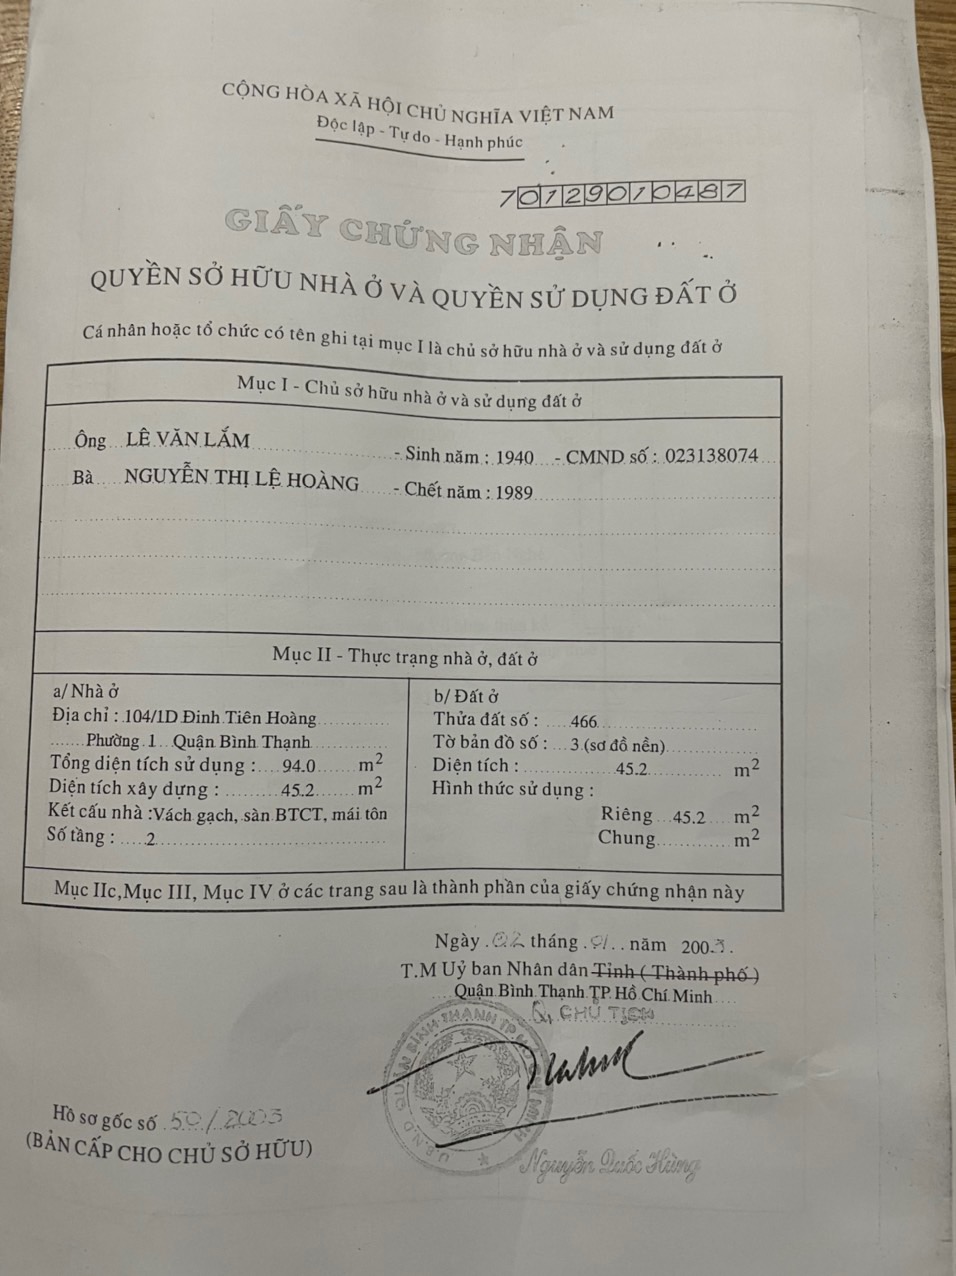 CỘNG HÒA XÃ HỘI CHỦ NGHĨA VIỆT NAM
Độc lập - Tự do - Hạnh phúc
70129010487
GIẤY CHỨNG NHẬN
QUYỀN SỞ HỮU NHÀ Ở VÀ QUYỀN SỬ DỤNG ĐẤT Ở
Cá nhân hoặc tổ chức có tên ghi tại mục I là chủ sở hữu nhà ở và sử dụng đất ở
Mục I - Chủ sở hữu nhà ở và sử dụng đất ở
Ông LÊ VĂN LẮM - Sinh năm : 1940 - CMND số : 023138074
Bà NGUYỄN THỊ LỆ HOÀNG - Chết năm : 1989
Mục II - Thực trạng nhà ở, đất ở
a/ Nhà ở
Địa chỉ : 104/1D Đinh Tiên Hoàng
Phường 1 Quận Bình Thạnh
Tổng diện tích sử dụng : 94.0 m2
Diện tích xây dựng : 45.2 m2
Kết cấu nhà : Vách gạch, sàn BTCT, mái tôn
Số tầng : 2
b/ Đất ở
Thửa đất số : 466
Tờ bản đồ số : 3 (sơ đồ nền)
Diện tích : 45.2 m2
Hình thức sử dụng :
Riêng 45.2 m2
Chung m2
Mục IIc, Mục III, Mục IV ở các trang sau là thành phần của giấy chứng nhận này
Ngày 02 tháng 01 năm 2003.
T.M Uỷ ban Nhân dân Tỉnh ( Thành phố )
Quận Bình Thạnh TP. Hồ Chí Minh
CHỦ TỊCH
Hồ sơ gốc số 50/2003
(BẢN CẤP CHO CHỦ SỞ HỮU)
Nguyễn Quốc Hùng